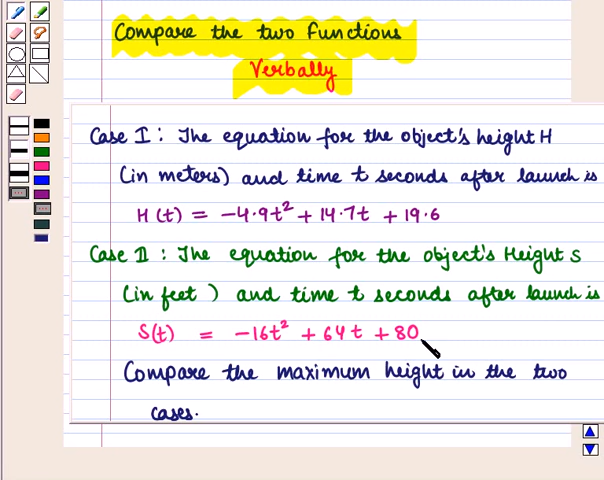 Compare the two functions
Verbally
Case I : The equation for the object's height H
(in meters) and time t seconds after launch is
H(t) = -4.9t² + 14.7t + 19.6
Case II : The equation for the object's Height s
(in feet ) and time t seconds after launch is
S(t) = -16t² + 64t + 80
Compare the maximum height in the two
cases.